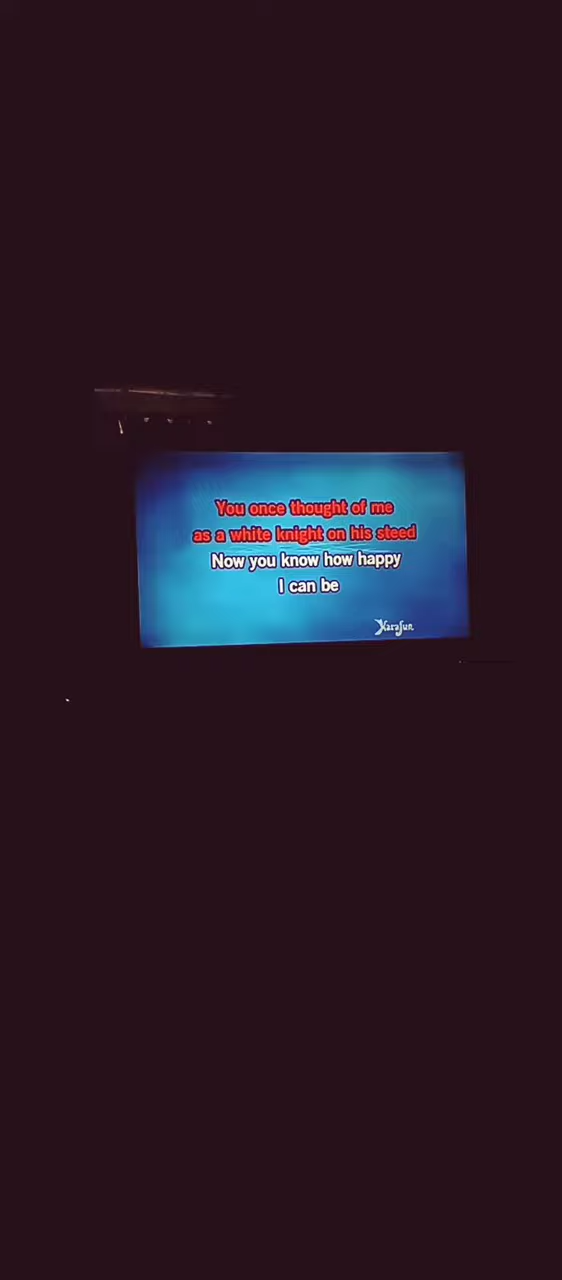 You once thought of me
as a white knight on his steed
Now you know how happy
I can be
KaraFun